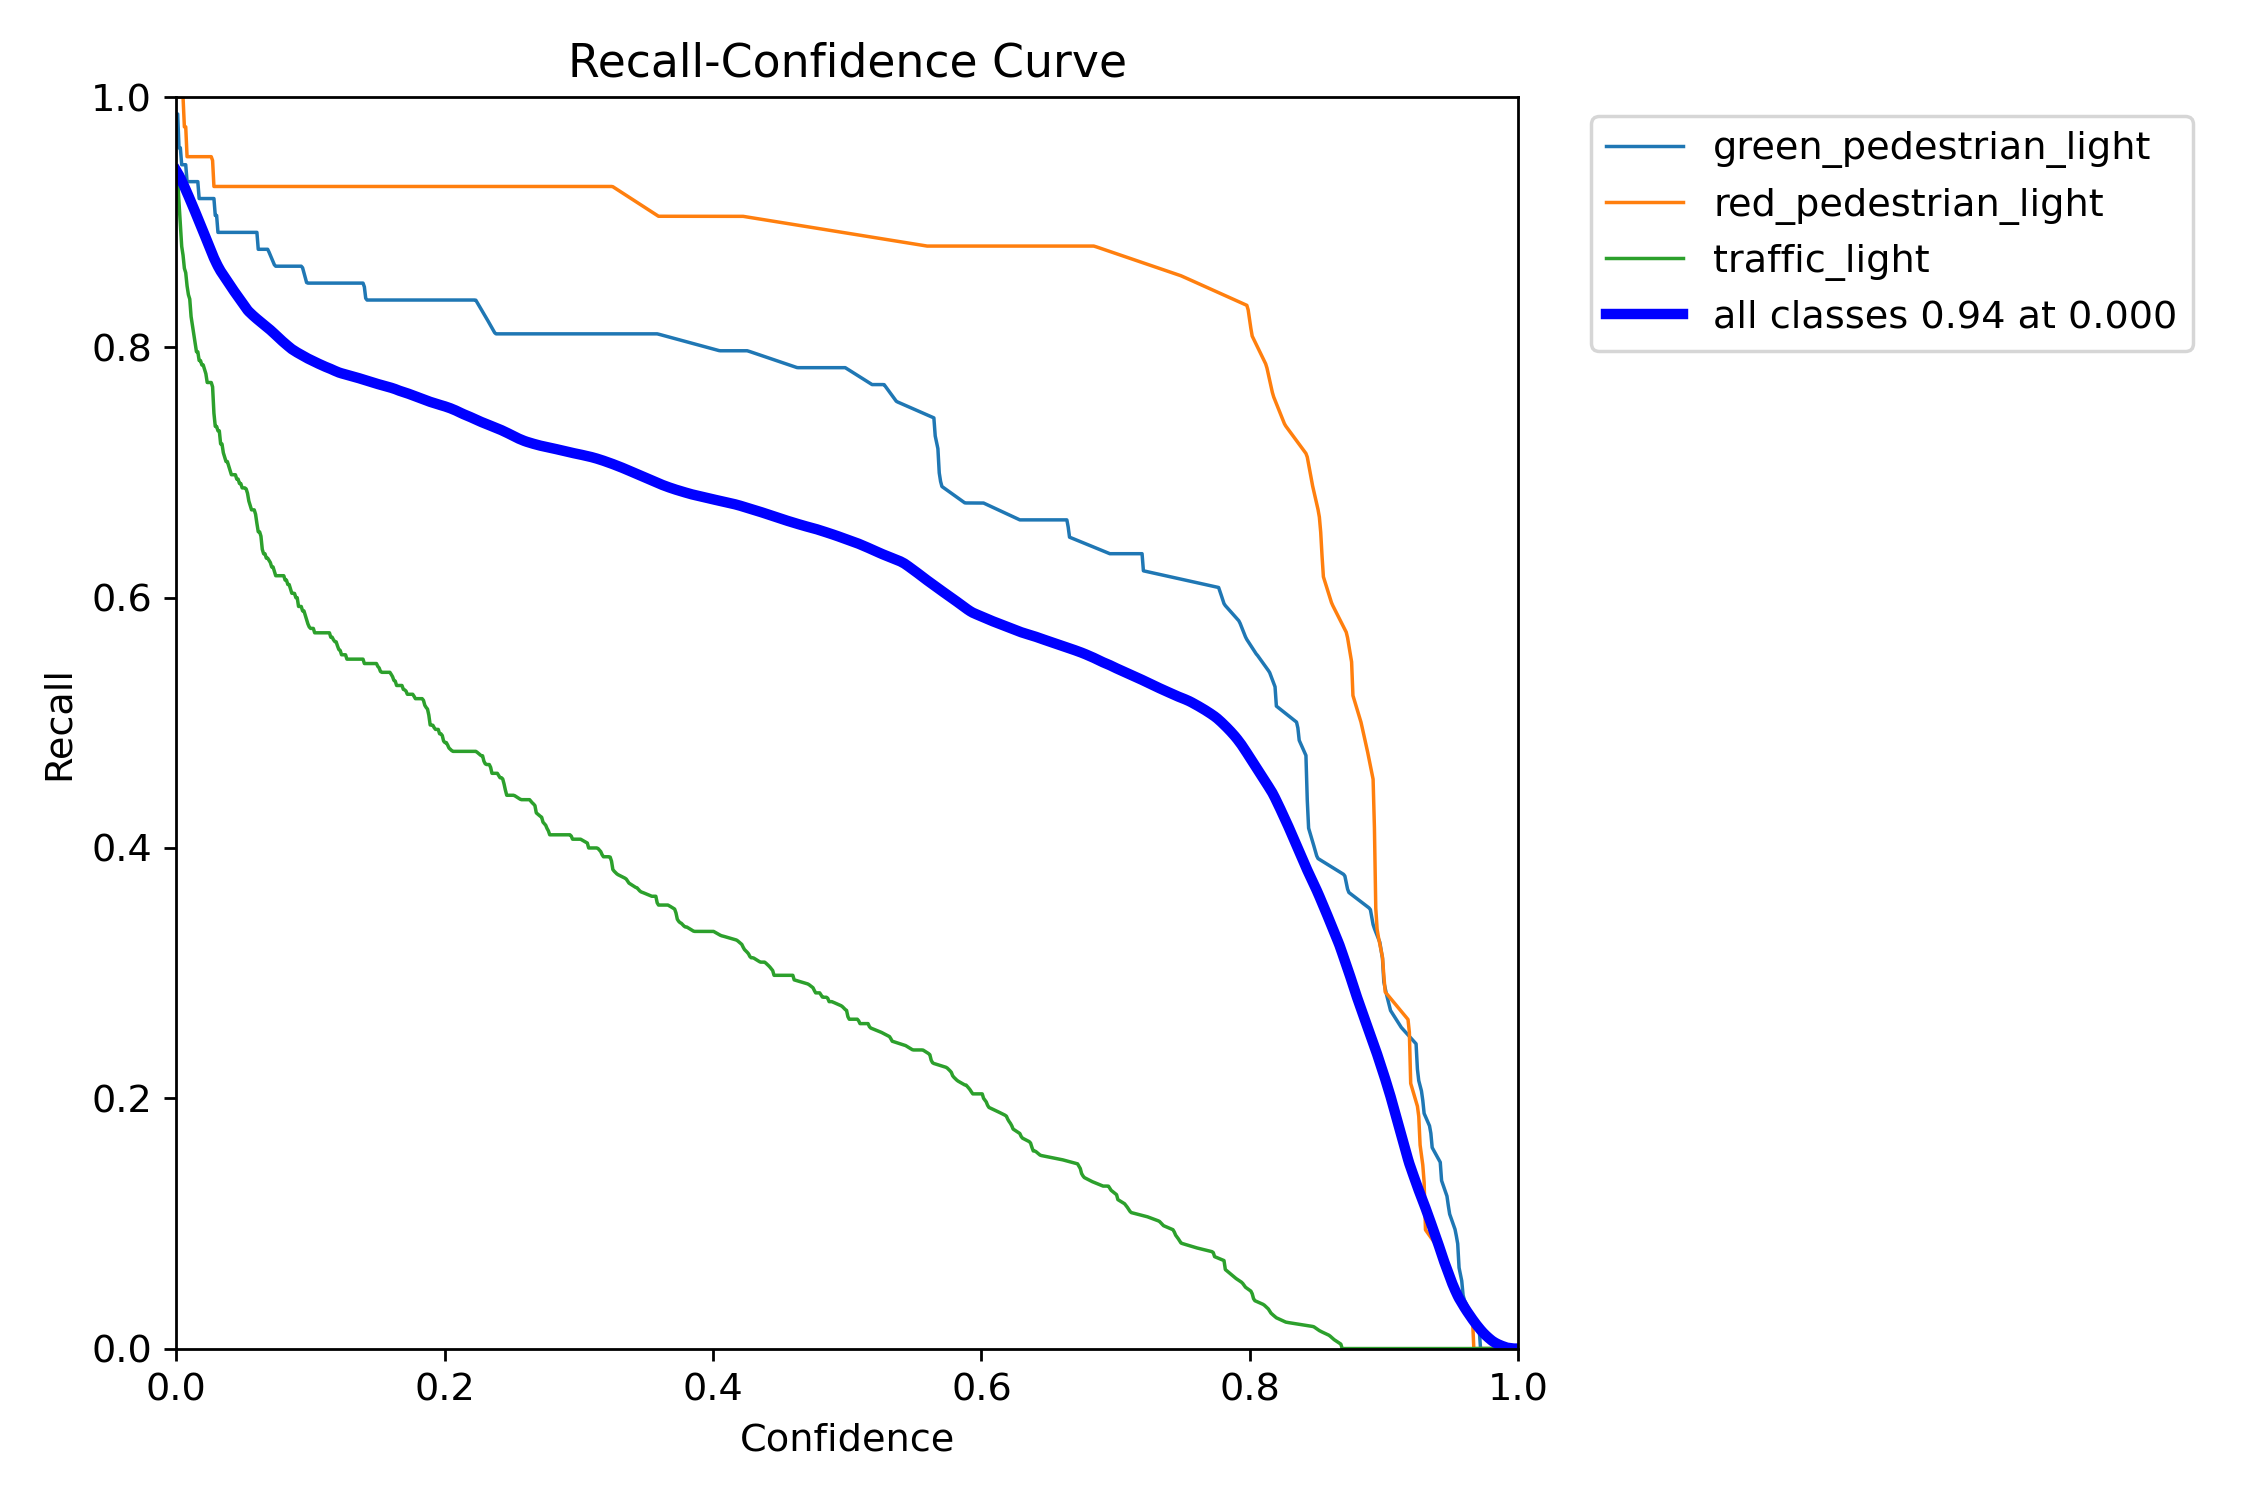 Recall-Confidence Curve
1.0
0.8
0.6
0.4
0.2
0.0
Recall
0.0 0.2 0.4 0.6 0.8 1.0
Confidence
green_pedestrian_light
red_pedestrian_light
traffic_light
all classes 0.94 at 0.000